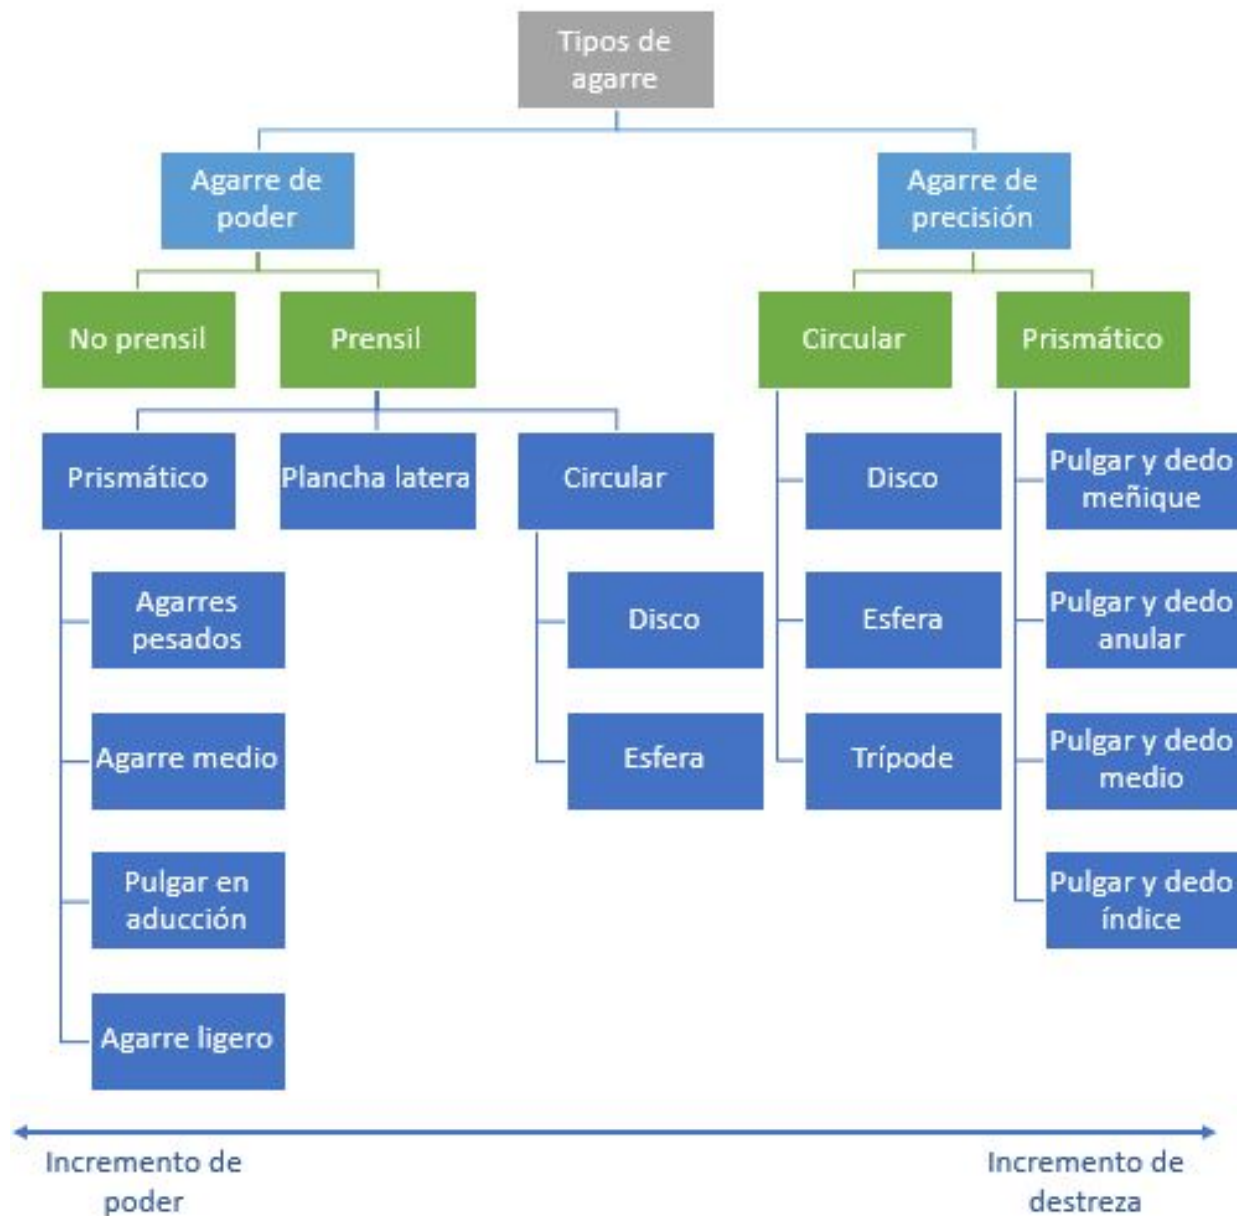 Tipos de
agarre
Agarre de
poder
Agarre de
precisión
No prensil
Prensil
Circular
Prismático
Prismático
Plancha latera
Circular
Disco
Pulgar y dedo
meñique
Agarres
pesados
Disco
Esfera
Pulgar y dedo
anular
Agarre medio
Esfera
Trípode
Pulgar y dedo
medio
Pulgar en
aducción
Pulgar y dedo
índice
Agarre ligero
Incremento de
poder
Incremento de
destreza